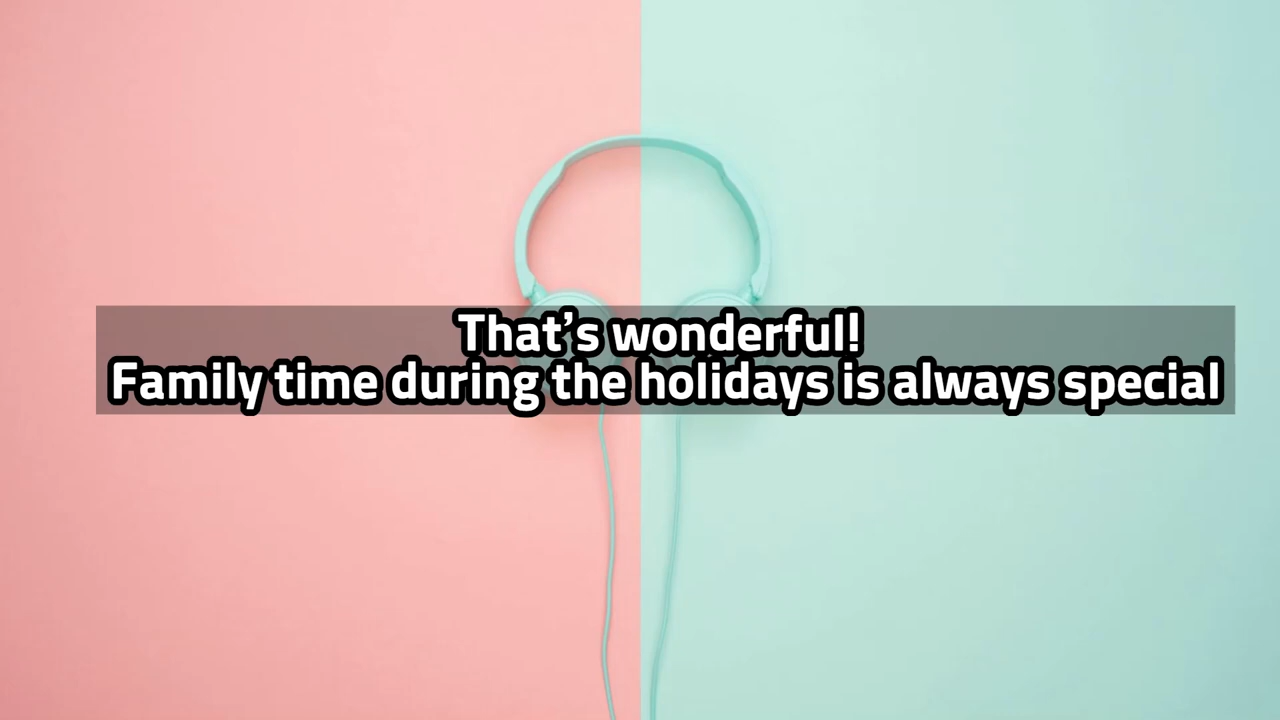 That’s wonderful!
Family time during the holidays is always special